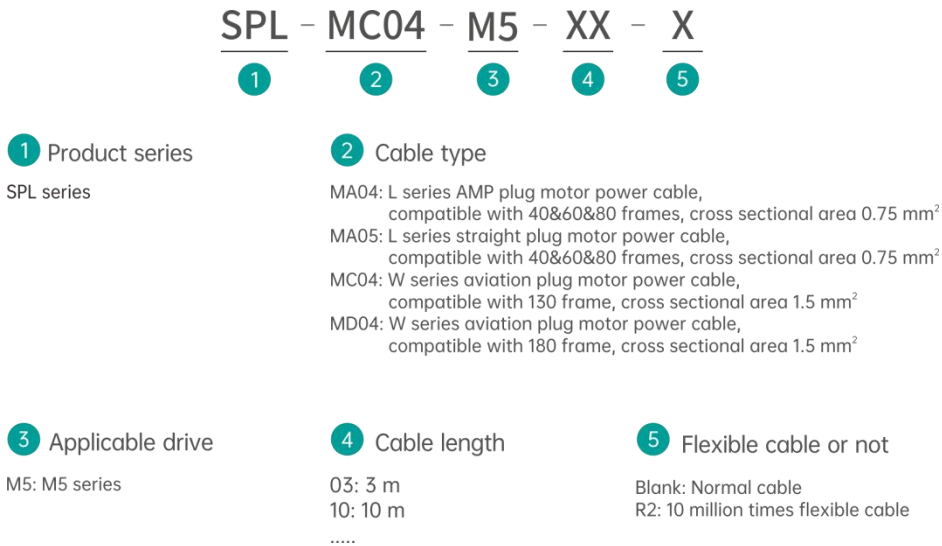 SPL - MC04 - M5 - XX - X
1 2 3 4 5
1 Product series
SPL series
2 Cable type
MA04: L series AMP plug motor power cable,
compatible with 40&60&80 frames, cross sectional area 0.75 mm²
MA05: L series straight plug motor power cable,
compatible with 40&60&80 frames, cross sectional area 0.75 mm²
MC04: W series aviation plug motor power cable,
compatible with 130 frame, cross sectional area 1.5 mm²
MD04: W series aviation plug motor power cable,
compatible with 180 frame, cross sectional area 1.5 mm²
3 Applicable drive
M5: M5 series
4 Cable length
03: 3 m
10: 10 m
.....
5 Flexible cable or not
Blank: Normal cable
R2: 10 million times flexible cable